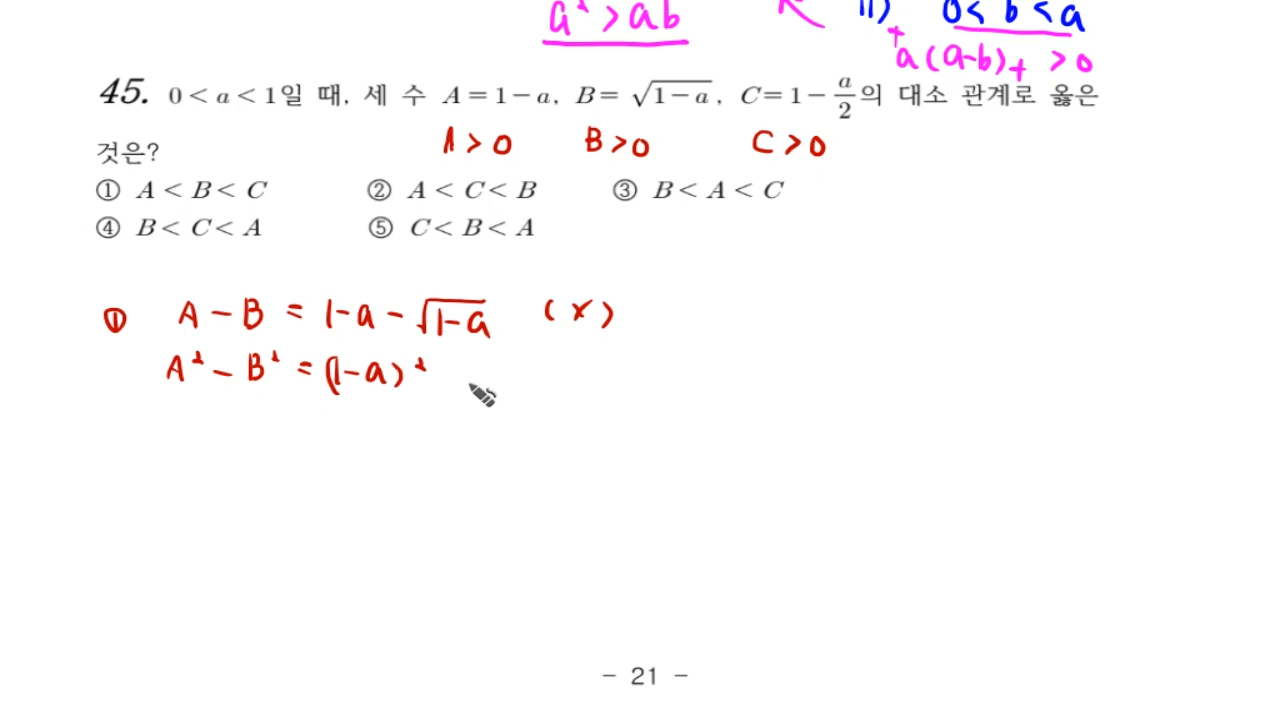 a² > ab
ii) 0 < b < a
a(a-b) > 0
+ +
45. 0 < a < 1일 때, 세 수 A = 1 - a, B = √(1-a), C = 1 - a/2의 대소 관계로 옳은
것은?
A > 0 B > 0 C > 0
① A < B < C ② A < C < B ③ B < A < C
④ B < C < A ⑤ C < B < A
① A - B = 1 - a - √(1-a) (x)
A² - B² = (1-a)²
- 21 -